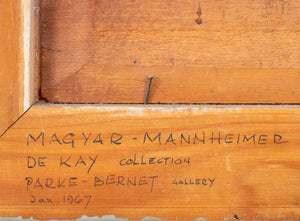 MAGYAR-MANNHEIMER
DE KAY COLLECTION
PARKE-BERNET GALLERY
Jan. 1967